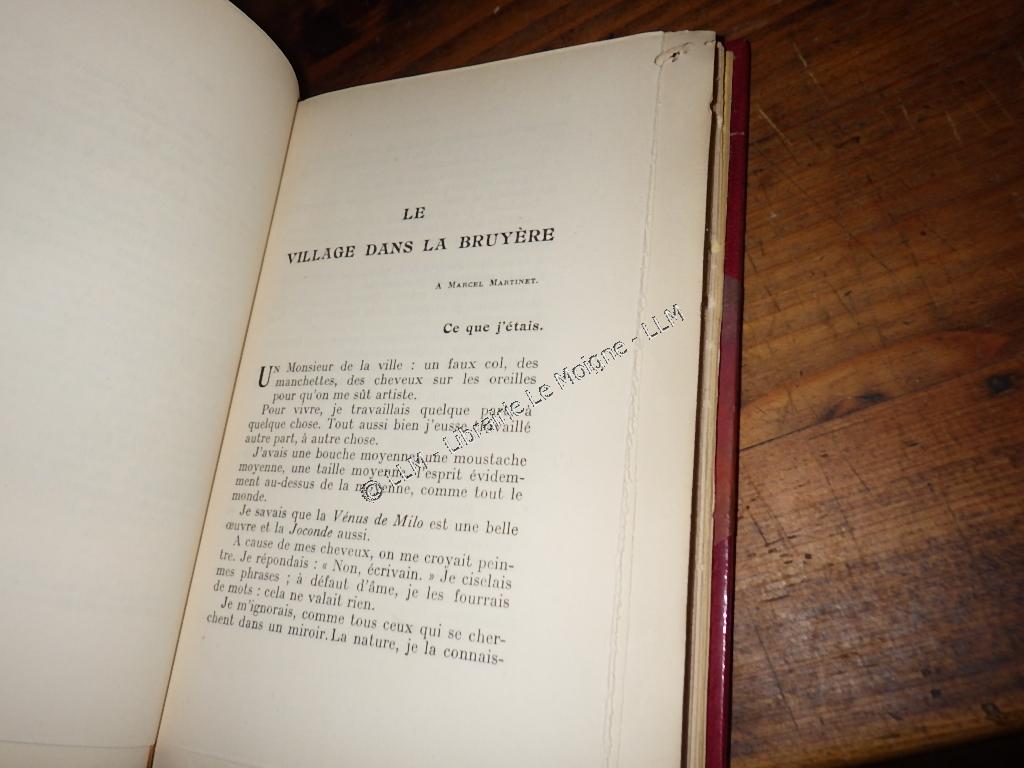 LE
VILLAGE DANS LA BRUYÈRE
A MARCEL MARTINET.
Ce que j'étais.
UN Monsieur de la ville : un faux col, des
manchettes, des cheveux sur les oreilles
pour qu'on me sût artiste.
Pour vivre, je travaillais quelque part, à
quelque chose. Tout aussi bien j'eusse travaillé
autre part, à autre chose.
J'avais une bouche moyenne, une moustache
moyenne, une taille moyenne, l'esprit évidem-
ment au-dessus de la moyenne, comme tout le
monde.
Je savais que la Vénus de Milo est une belle
œuvre et la Joconde aussi.
A cause de mes cheveux, on me croyait pein-
tre. Je répondais : « Non, écrivain. » Je ciselais
mes phrases ; à défaut d'âme, je les fourrais
de mots : cela ne valait rien.
Je m'ignorais, comme tous ceux qui se cher-
chent dans un miroir. La nature, je la connais-
© LLM - Librairie Le Moigne - LLM